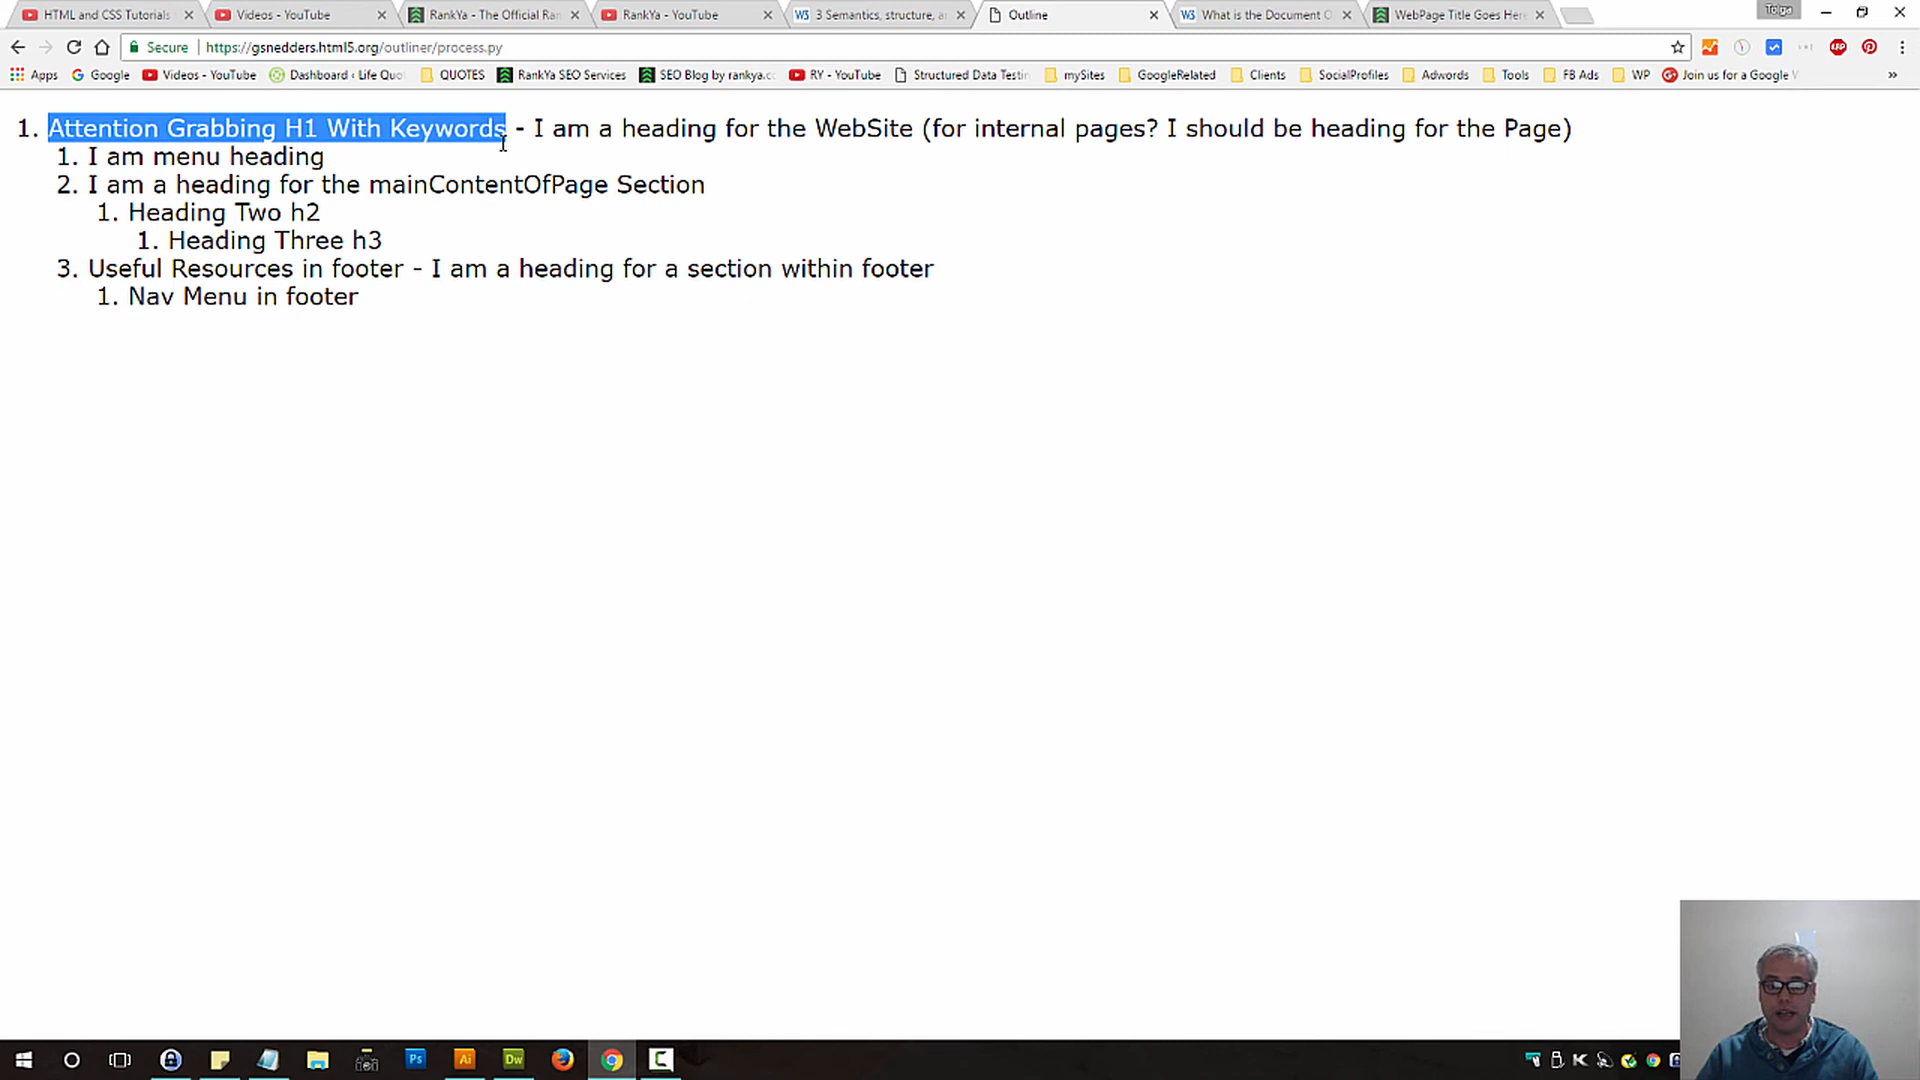 HTML and CSS Tutorials
Videos - YouTube
RankYa - The Official Ran
RankYa - YouTube
W3 3 Semantics, structure, a
Outline
W3 What is the Document O
WebPage Title Goes Here
Tolga
Secure
https://gsnedders.html5.org/outliner/process.py
Apps
Google
Videos - YouTube
Dashboard ‹ Life Quo
QUOTES
RankYa SEO Services
SEO Blog by rankya.c
RY - YouTube
Structured Data Testin
mySites
GoogleRelated
Clients
SocialProfiles
Adwords
Tools
FB Ads
WP
Join us for a Google
»
1. Attention Grabbing H1 With Keywords - I am a heading for the WebSite (for internal pages? I should be heading for the Page)
1. I am menu heading
2. I am a heading for the mainContentOfPage Section
1. Heading Two h2
1. Heading Three h3
3. Useful Resources in footer - I am a heading for a section within footer
1. Nav Menu in footer
Ps
Ai
Dw